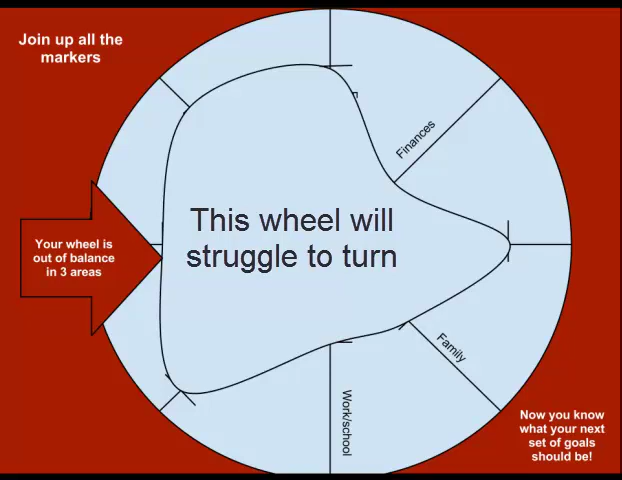 Join up all the
markers
Finances
This wheel will
struggle to turn
Your wheel is
out of balance
in 3 areas
Family
Work/school
Now you know
what your next
set of goals
should be!